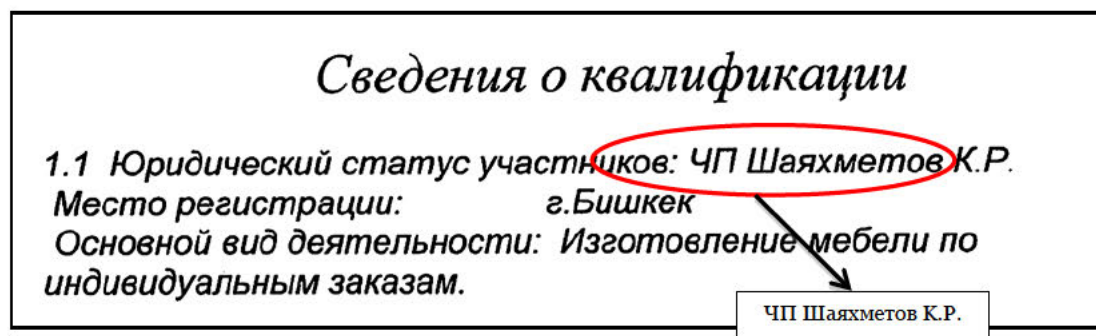 Сведения о квалификации
1.1 Юридический статус участников: ЧП Шаяхметов К.Р.
Место регистрации: г.Бишкек
Основной вид деятельности: Изготовление мебели по
индивидуальным заказам.
ЧП Шаяхметов К.Р.